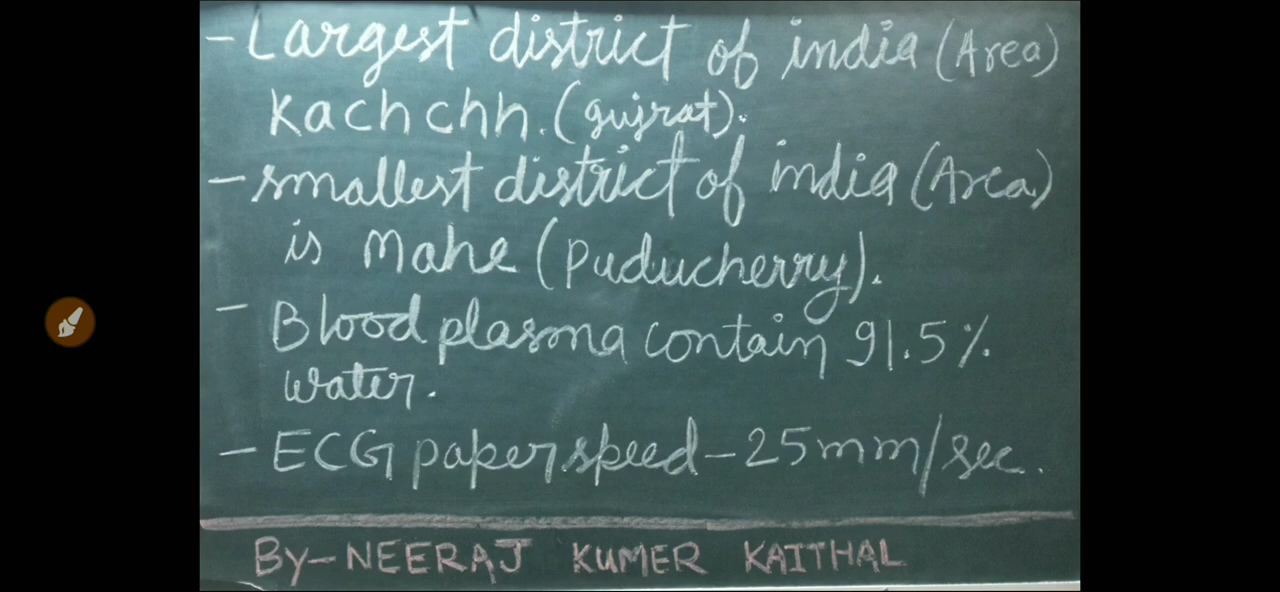 - Largest district of india (Area)
Kachchh. (gujrat).
- smallest district of india (Area)
is Mahe (Puducherry).
- Blood plasma contain 91.5%
water.
- ECG paper speed - 25mm/sec.
By-NEERAJ KUMER KAITHAL